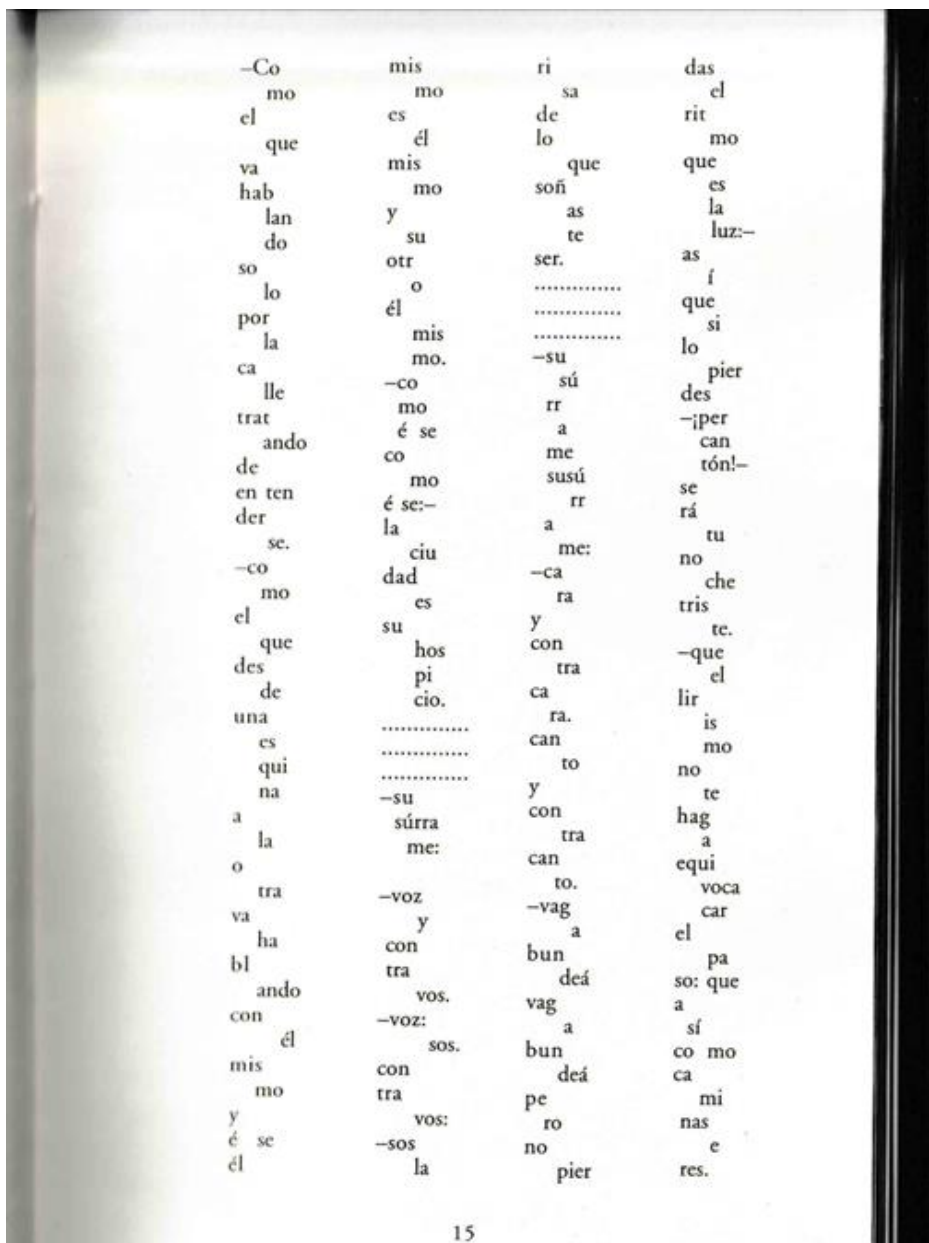 –Co
mo
el
que
va
hab
lan
do
so
lo
por
la
ca
lle
trat
ando
de
en ten
der
se.
–co
mo
el
que
des
de
una
es
qui
na
a
la
o
tra
va
ha
bl
ando
con
él
mis
mo
y
é se
él
mis
mo
es
él
mis
mo
y
su
otr
o
él
mis
mo.
–co
mo
é se
co
mo
é se:–
la
ciu
dad
es
su
hos
pi
cio.
..............
..............
..............
–su
súrra
me:
–voz
y
con
tra
vos.
–voz:
sos.
con
tra
vos:
–sos
la
ri
sa
de
lo
que
soñ
as
te
ser.
..............
..............
..............
–su
sú
rr
a
me
susú
rr
a
me:
–ca
ra
y
con
tra
ca
ra.
can
to
y
con
tra
can
to.
–vag
a
bun
deá
vag
a
bun
deá
pe
ro
no
pier
das
el
rit
mo
que
es
la
luz:–
as
í
que
si
lo
pier
des
–¡per
can
tón!–
se
rá
tu
no
che
tris
te.
–que
el
lir
is
mo
no
te
hag
a
equi
voca
car
el
pa
so: que
a
sí
co mo
ca
mi
nas
e
res.
15